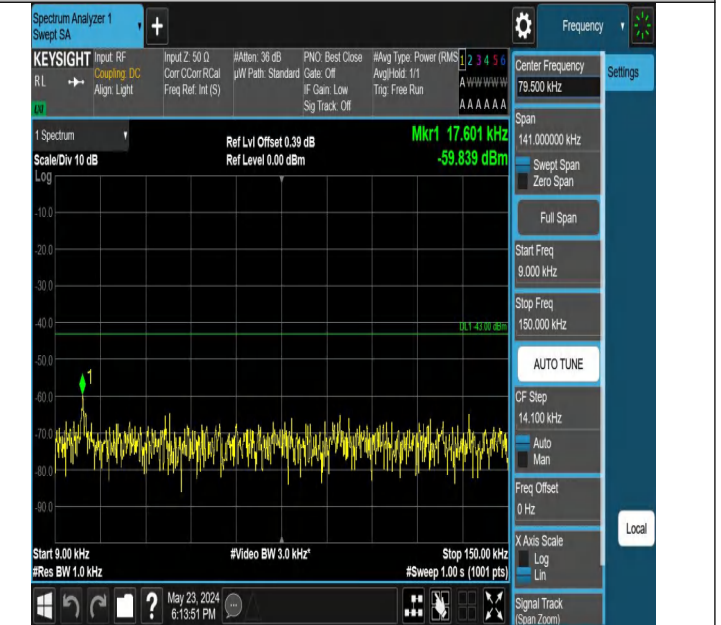 Spectrum Analyzer 1
Swept SA
+
Frequency
KEYSIGHT
RL
LXI
Input: RF
Coupling: DC
Align: Light
Input Z: 50 Ω
Corr CCorr RCal
Freq Ref: Int (S)
#Atten: 36 dB
µW Path: Standard
PNO: Best Close
Gate: Off
IF Gain: Low
Sig Track: Off
#Avg Type: Power (RMS
Avg|Hold: 1/1
Trig: Free Run
1 2 3 4 5 6
A W W W W W
A A A A A A
1 Spectrum
Scale/Div 10 dB
Ref Lvl Offset 0.39 dB
Ref Level 0.00 dBm
Mkr1 17.601 kHz
-59.839 dBm
Log
-10.0
-20.0
-30.0
-40.0
-50.0
-60.0
-70.0
-80.0
-90.0
DL1 -43.00 dBm
1
Start 9.00 kHz
#Res BW 1.0 kHz
#Video BW 3.0 kHz*
Stop 150.00 kHz
#Sweep 1.00 s (1001 pts)
?
May 23, 2024
6:13:51 PM
Center Frequency
79.500 kHz
Settings
Span
141.000000 kHz
Swept Span
Zero Span
Full Span
Start Freq
9.000 kHz
Stop Freq
150.000 kHz
AUTO TUNE
CF Step
14.100 kHz
Auto
Man
Freq Offset
0 Hz
X Axis Scale
Log
Lin
Local
Signal Track
(Span Zoom)